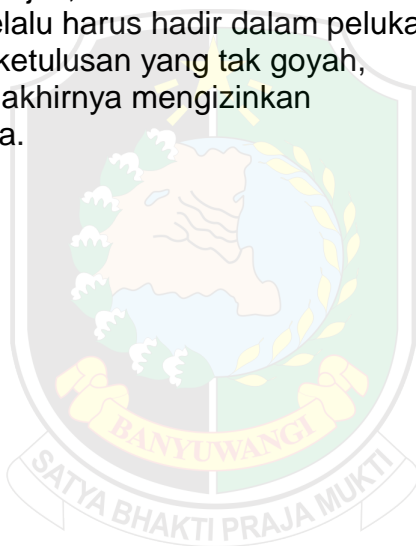 elalu harus hadir dalam peluka
ketulusan yang tak goyah,
akhirnya mengizinkan
a.
BANYUWANGI
SATYA BHAKTI PRAJA MUKTI